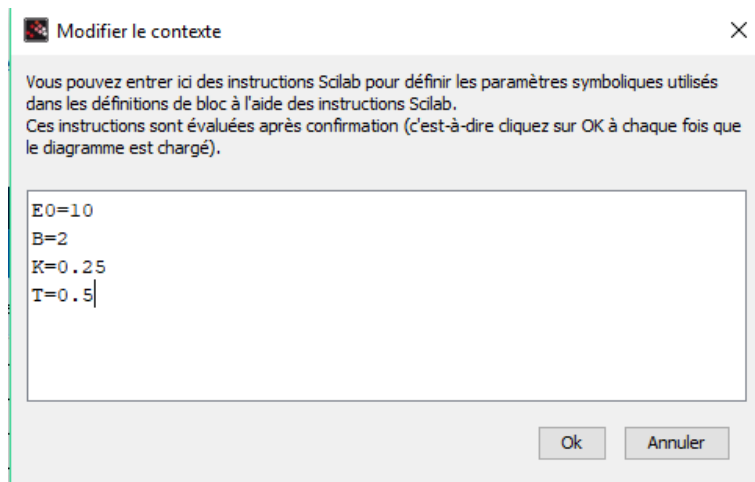 Modifier le contexte
Vous pouvez entrer ici des instructions Scilab pour définir les paramètres symboliques utilisés
dans les définitions de bloc à l'aide des instructions Scilab.
Ces instructions sont évaluées après confirmation (c'est-à-dire cliquez sur OK à chaque fois que
le diagramme est chargé).
E0=10
B=2
K=0.25
T=0.5
Ok Annuler